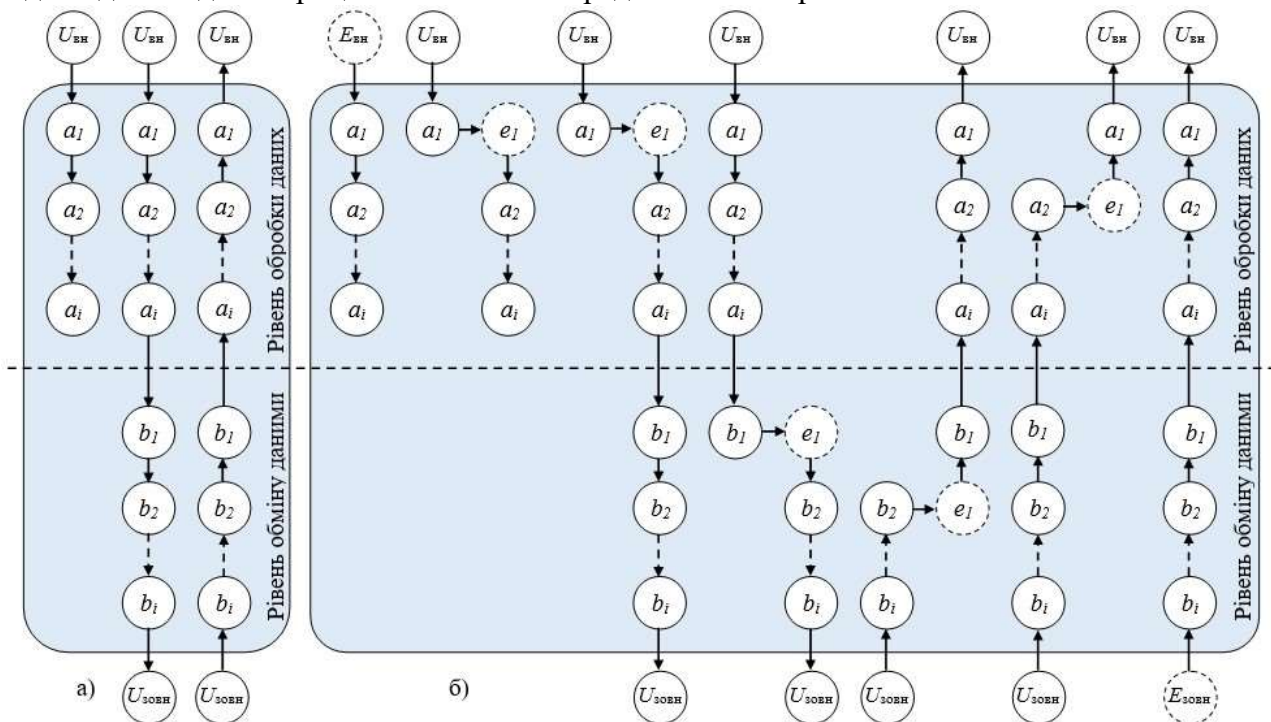 Uвн Uвн Uвн Eвн Uвн Uвн Uвн Uвн Uвн Uвн
a1 a1 a1 a1 a1 e1 a1 e1 a1 a1 a1 a1
a2 a2 a2 a2 a2 a2 a2 a2 a2 e1 a2
ai ai ai ai ai ai ai ai ai ai
Рівень обробки даних
Рівень обробки даних
b1 b1 b1 b1 e1 b1 b1 b1
b2 b2 b2 b2 b2 e1 b2 b2
bi bi bi bi bi bi bi
Рівень обміну даними
Рівень обміну даними
а) б)
Uзовн Uзовн Uзовн Uзовн Uзовн Uзовн Eзовн